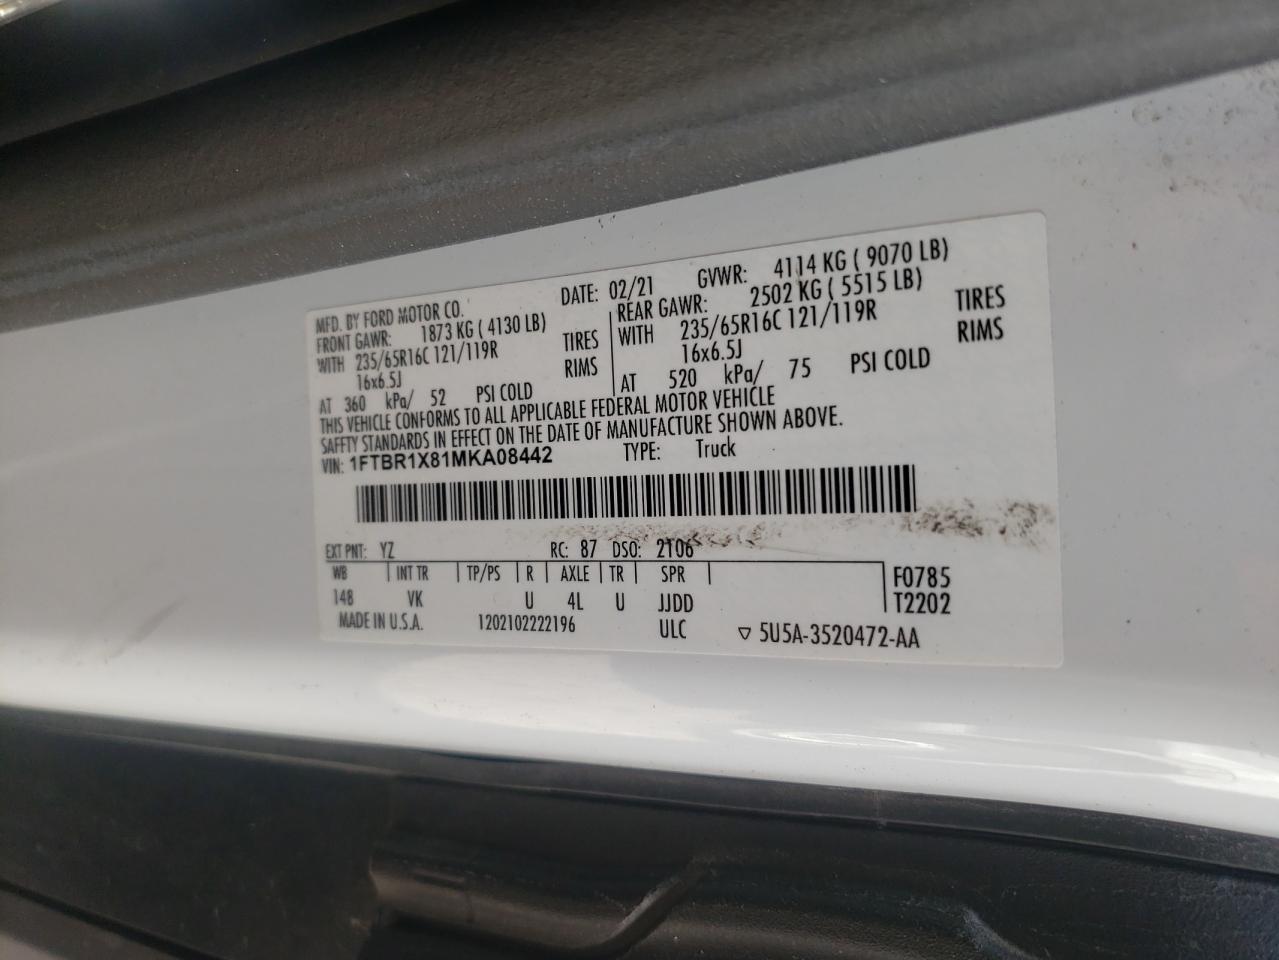 MFD. BY FORD MOTOR CO. DATE: 02/21 GVWR: 4114 KG ( 9070 LB)
FRONT GAWR: 1873 KG ( 4130 LB) REAR GAWR: 2502 KG ( 5515 LB)
WITH 235/65R16C 121/119R TIRES WITH 235/65R16C 121/119R TIRES
16x6.5J RIMS 16x6.5J RIMS
AT 360 kPa/ 52 PSI COLD AT 520 kPa/ 75 PSI COLD
THIS VEHICLE CONFORMS TO ALL APPLICABLE FEDERAL MOTOR VEHICLE
SAFFTY STANDARDS IN EFFECT ON THE DATE OF MANUFACTURE SHOWN ABOVE.
VIN: 1FTBR1X81MKA08442 TYPE: Truck
EXT PNT: YZ RC: 87 DSO: 2T06
WB INT TR TP/PS R AXLE TR SPR F0785
148 VK U 4L U JJDD T2202
MADE IN U.S.A. 1202102222196 ULC ▽ 5U5A-3520472-AA